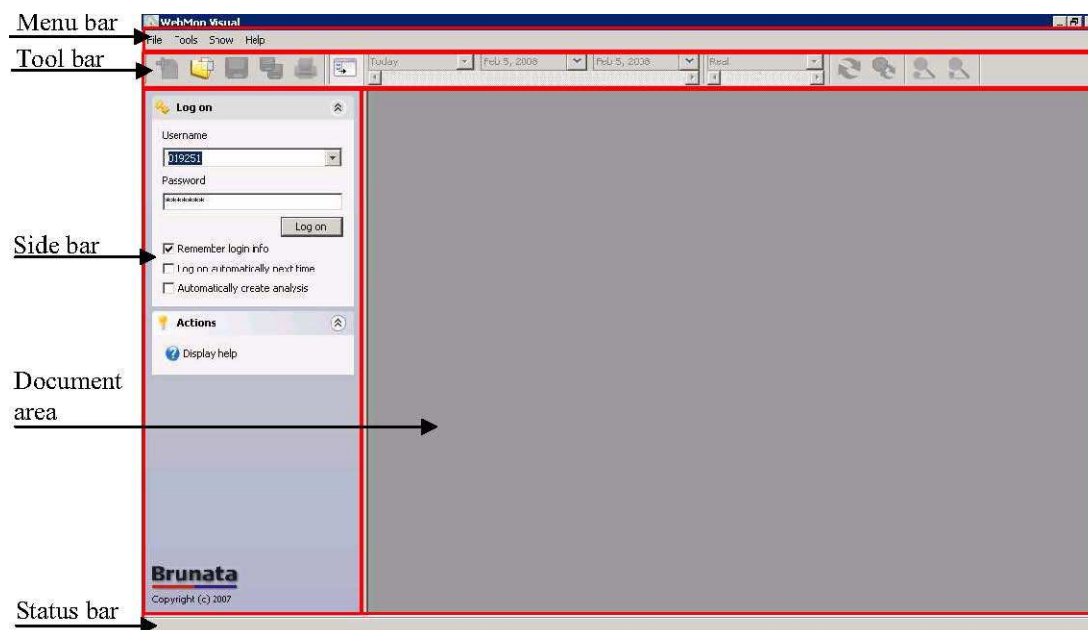 Menu bar
Tool bar
Side bar
Document
area
Status bar
WebMon Visual
File Tools Show Help
Today Feb 5, 2008 Feb 5, 2008 Real
Log on
Username
019251
Password
*******
Log on
Remember login info
Log on automatically next time
Automatically create analysis
Actions
Display help
Brunata
Copyright (c) 2007